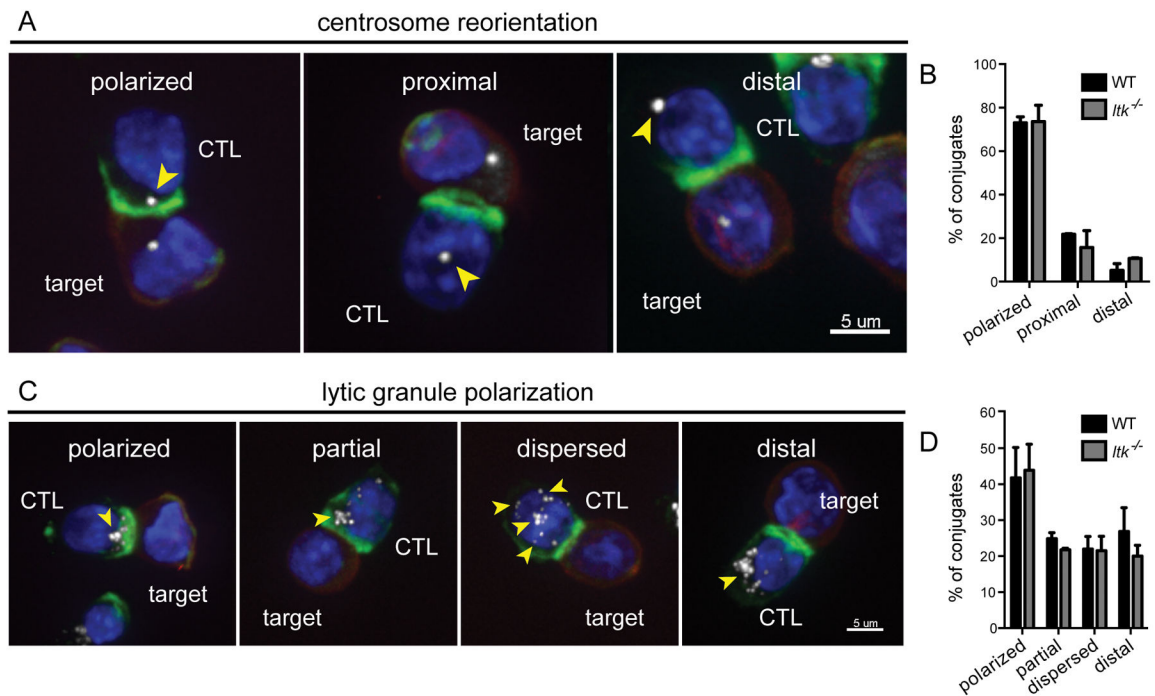 A
centrosome reorientation
polarized
CTL
target
proximal
target
CTL
distal
CTL
target
5 um
B
% of conjugates
100
80
60
40
20
0
WT
ltk-/-
polarized
proximal
distal
C
lytic granule polarization
polarized
CTL
target
partial
CTL
target
dispersed
CTL
target
distal
target
CTL
5 um
D
% of conjugates
60
50
40
30
20
10
0
WT
ltk-/-
polarized
partial
dispersed
distal